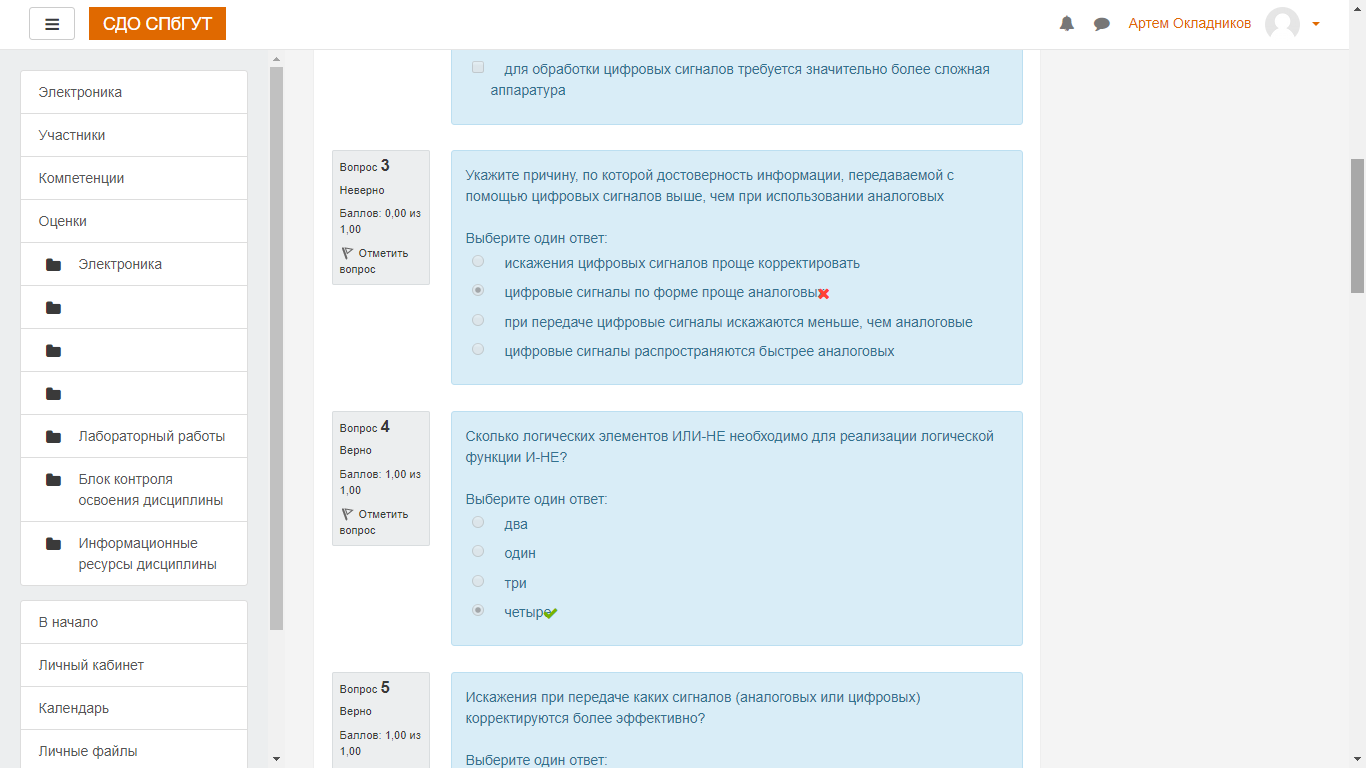 СДО СПбГУТ
Артем Окладников
Электроника
Участники
Компетенции
Оценки
Электроника
Лабораторный работы
Блок контроля
освоения дисциплины
Информационные
ресурсы дисциплины
В начало
Личный кабинет
Календарь
Личные файлы
для обработки цифровых сигналов требуется значительно более сложная
аппаратура
Вопрос 3
Неверно
Баллов: 0,00 из
1,00
Отметить
вопрос
Укажите причину, по которой достоверность информации, передаваемой с
помощью цифровых сигналов выше, чем при использовании аналоговых
Выберите один ответ:
искажения цифровых сигналов проще корректировать
цифровые сигналы по форме проще аналоговы
при передаче цифровые сигналы искажаются меньше, чем аналоговые
цифровые сигналы распространяются быстрее аналоговых
Вопрос 4
Верно
Баллов: 1,00 из
1,00
Отметить
вопрос
Сколько логических элементов ИЛИ-НЕ необходимо для реализации логической
функции И-НЕ?
Выберите один ответ:
два
один
три
четыре
Вопрос 5
Верно
Баллов: 1,00 из
1,00
Искажения при передаче каких сигналов (аналоговых или цифровых)
корректируются более эффективно?
Выберите один ответ: